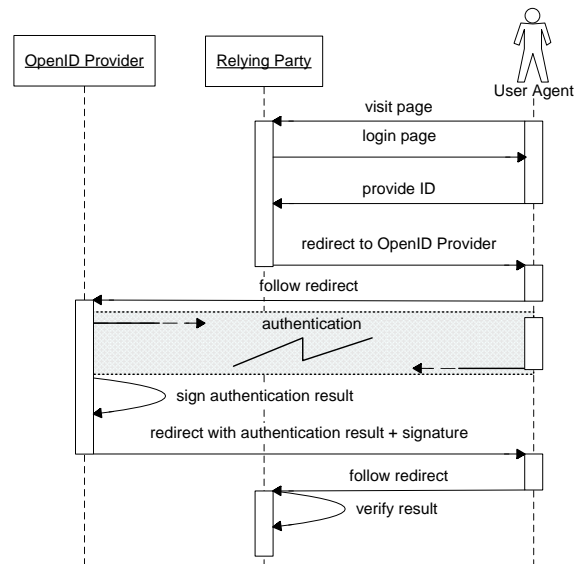 OpenID Provider
Relying Party
User Agent
visit page
login page
provide ID
redirect to OpenID Provider
follow redirect
authentication
sign authentication result
redirect with authentication result + signature
follow redirect
verify result